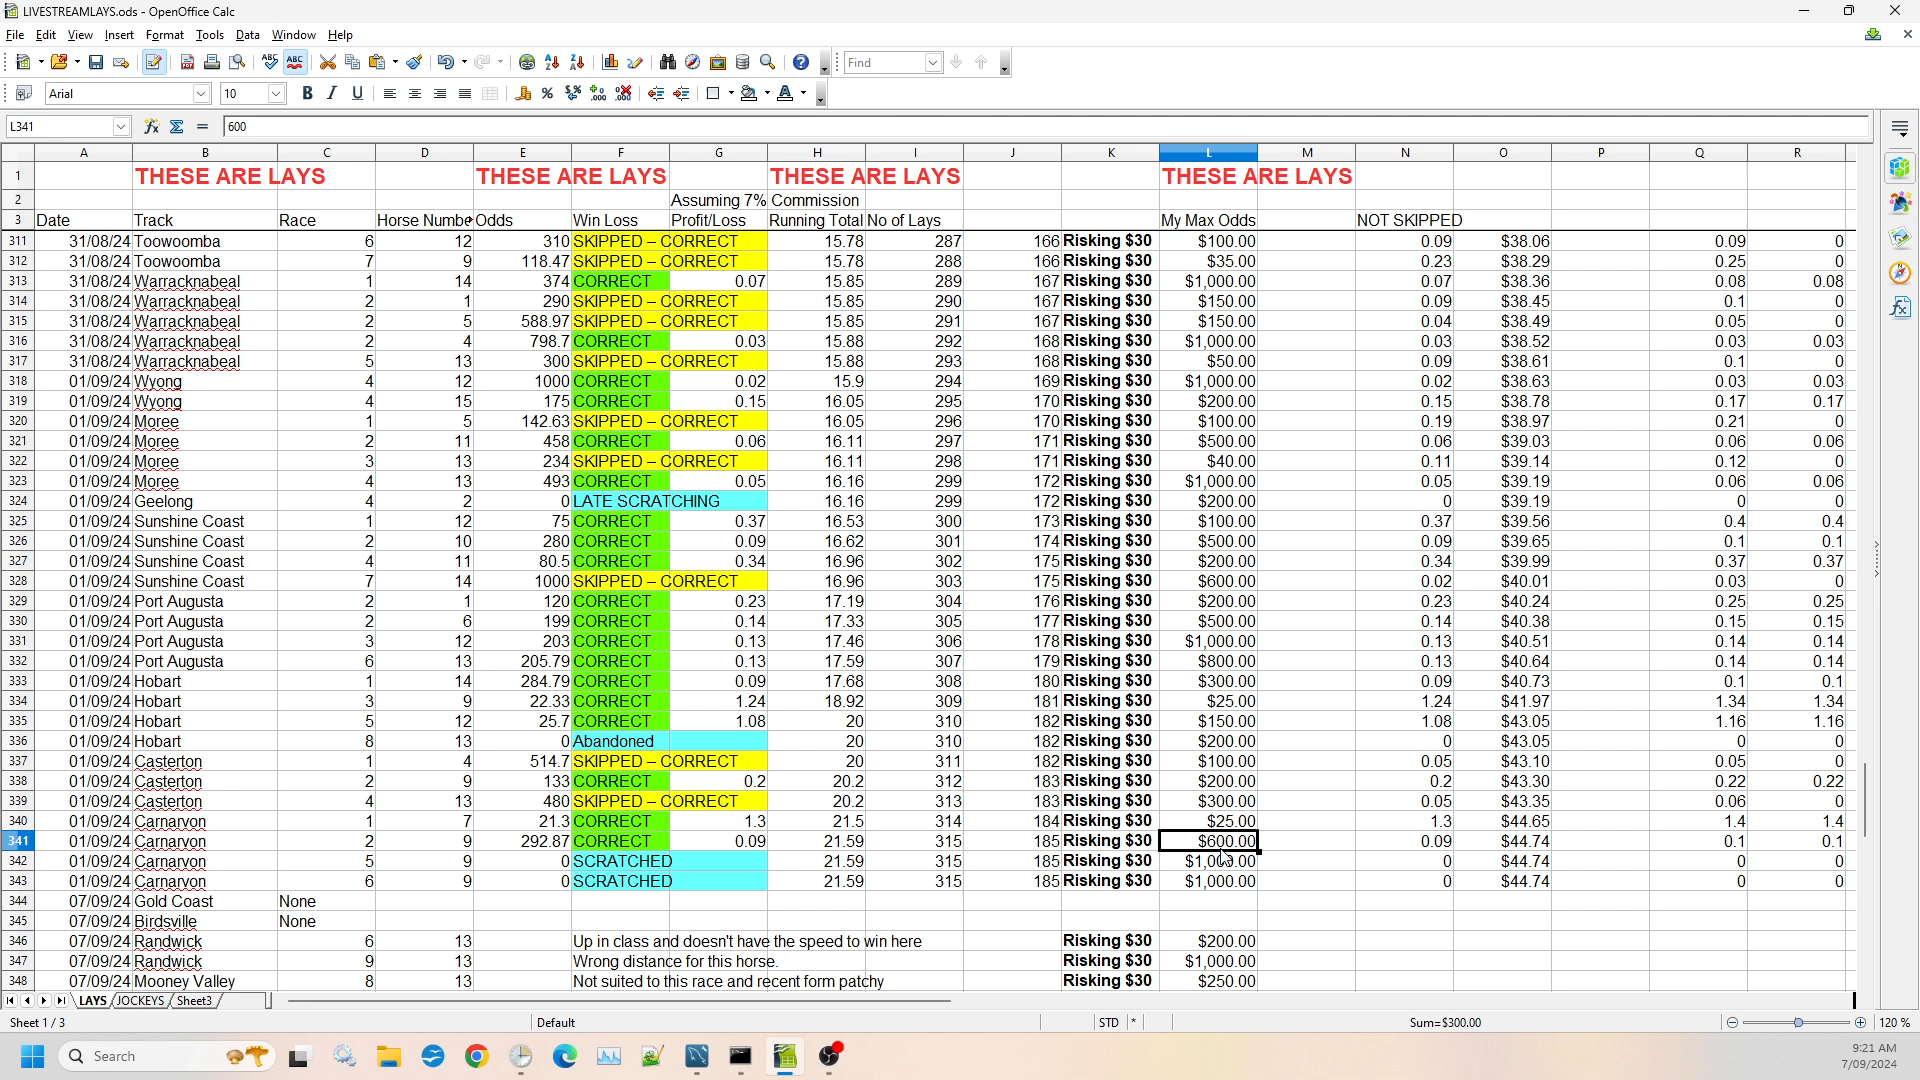 LIVESTREAMLAYS.ods - OpenOffice Calc
File Edit View Insert Format Tools Data Window Help
Find
Arial 10
L341 600
A B C D E F G H I J K L M N O P Q R
1 THESE ARE LAYS THESE ARE LAYS THESE ARE LAYS THESE ARE LAYS
2 Assuming 7% Commission
3 Date Track Race Horse Numbe Odds Win Loss Profit/Loss Running Total No of Lays My Max Odds NOT SKIPPED
311 31/08/24 Toowoomba 6 12 310 SKIPPED – CORRECT 15.78 287 166 Risking $30 $100.00 0.09 $38.06 0.09 0
312 31/08/24 Toowoomba 7 9 118.47 SKIPPED – CORRECT 15.78 288 166 Risking $30 $35.00 0.23 $38.29 0.25 0
313 31/08/24 Warracknabeal 1 14 374 CORRECT 0.07 15.85 289 167 Risking $30 $1,000.00 0.07 $38.36 0.08 0.08
314 31/08/24 Warracknabeal 2 1 290 SKIPPED – CORRECT 15.85 290 167 Risking $30 $150.00 0.09 $38.45 0.1 0
315 31/08/24 Warracknabeal 2 5 588.97 SKIPPED – CORRECT 15.85 291 167 Risking $30 $150.00 0.04 $38.49 0.05 0
316 31/08/24 Warracknabeal 2 4 798.7 CORRECT 0.03 15.88 292 168 Risking $30 $1,000.00 0.03 $38.52 0.03 0.03
317 31/08/24 Warracknabeal 5 13 300 SKIPPED – CORRECT 15.88 293 168 Risking $30 $50.00 0.09 $38.61 0.1 0
318 01/09/24 Wyong 4 12 1000 CORRECT 0.02 15.9 294 169 Risking $30 $1,000.00 0.02 $38.63 0.03 0.03
319 01/09/24 Wyong 4 15 175 CORRECT 0.15 16.05 295 170 Risking $30 $200.00 0.15 $38.78 0.17 0.17
320 01/09/24 Moree 1 5 142.63 SKIPPED – CORRECT 16.05 296 170 Risking $30 $100.00 0.19 $38.97 0.21 0
321 01/09/24 Moree 2 11 458 CORRECT 0.06 16.11 297 171 Risking $30 $500.00 0.06 $39.03 0.06 0.06
322 01/09/24 Moree 3 13 234 SKIPPED – CORRECT 16.11 298 171 Risking $30 $40.00 0.11 $39.14 0.12 0
323 01/09/24 Moree 4 13 493 CORRECT 0.05 16.16 299 172 Risking $30 $1,000.00 0.05 $39.19 0.06 0.06
324 01/09/24 Geelong 4 2 0 LATE SCRATCHING 16.16 299 172 Risking $30 $200.00 0 $39.19 0 0
325 01/09/24 Sunshine Coast 1 12 75 CORRECT 0.37 16.53 300 173 Risking $30 $100.00 0.37 $39.56 0.4 0.4
326 01/09/24 Sunshine Coast 2 10 280 CORRECT 0.09 16.62 301 174 Risking $30 $500.00 0.09 $39.65 0.1 0.1
327 01/09/24 Sunshine Coast 4 11 80.5 CORRECT 0.34 16.96 302 175 Risking $30 $200.00 0.34 $39.99 0.37 0.37
328 01/09/24 Sunshine Coast 7 14 1000 SKIPPED – CORRECT 16.96 303 175 Risking $30 $600.00 0.02 $40.01 0.03 0
329 01/09/24 Port Augusta 2 1 120 CORRECT 0.23 17.19 304 176 Risking $30 $200.00 0.23 $40.24 0.25 0.25
330 01/09/24 Port Augusta 2 6 199 CORRECT 0.14 17.33 305 177 Risking $30 $500.00 0.14 $40.38 0.15 0.15
331 01/09/24 Port Augusta 3 12 203 CORRECT 0.13 17.46 306 178 Risking $30 $1,000.00 0.13 $40.51 0.14 0.14
332 01/09/24 Port Augusta 6 13 205.79 CORRECT 0.13 17.59 307 179 Risking $30 $800.00 0.13 $40.64 0.14 0.14
333 01/09/24 Hobart 1 14 284.79 CORRECT 0.09 17.68 308 180 Risking $30 $300.00 0.09 $40.73 0.1 0.1
334 01/09/24 Hobart 3 9 22.33 CORRECT 1.24 18.92 309 181 Risking $30 $25.00 1.24 $41.97 1.34 1.34
335 01/09/24 Hobart 5 12 25.7 CORRECT 1.08 20 310 182 Risking $30 $150.00 1.08 $43.05 1.16 1.16
336 01/09/24 Hobart 8 13 0 Abandoned 20 310 182 Risking $30 $200.00 0 $43.05 0 0
337 01/09/24 Casterton 1 4 514.7 SKIPPED – CORRECT 20 311 182 Risking $30 $100.00 0.05 $43.10 0.05 0
338 01/09/24 Casterton 2 9 133 CORRECT 0.2 20.2 312 183 Risking $30 $200.00 0.2 $43.30 0.22 0.22
339 01/09/24 Casterton 4 13 480 SKIPPED – CORRECT 20.2 313 183 Risking $30 $300.00 0.05 $43.35 0.06 0
340 01/09/24 Carnarvon 1 7 21.3 CORRECT 1.3 21.5 314 184 Risking $30 $25.00 1.3 $44.65 1.4 1.4
341 01/09/24 Carnarvon 2 9 292.87 CORRECT 0.09 21.59 315 185 Risking $30 $600.00 0.09 $44.74 0.1 0.1
342 01/09/24 Carnarvon 5 9 0 SCRATCHED 21.59 315 185 Risking $30 $1,000.00 0 $44.74 0 0
343 01/09/24 Carnarvon 6 9 0 SCRATCHED 21.59 315 185 Risking $30 $1,000.00 0 $44.74 0 0
344 07/09/24 Gold Coast None
345 07/09/24 Birdsville None
346 07/09/24 Randwick 6 13 Up in class and doesn't have the speed to win here Risking $30 $200.00
347 07/09/24 Randwick 9 13 Wrong distance for this horse. Risking $30 $1,000.00
348 07/09/24 Mooney Valley 8 13 Not suited to this race and recent form patchy Risking $30 $250.00
LAYS JOCKEYS Sheet3
Sheet 1 / 3 Default STD * Sum=$300.00 120 %
Search
9:21 AM
7/09/2024